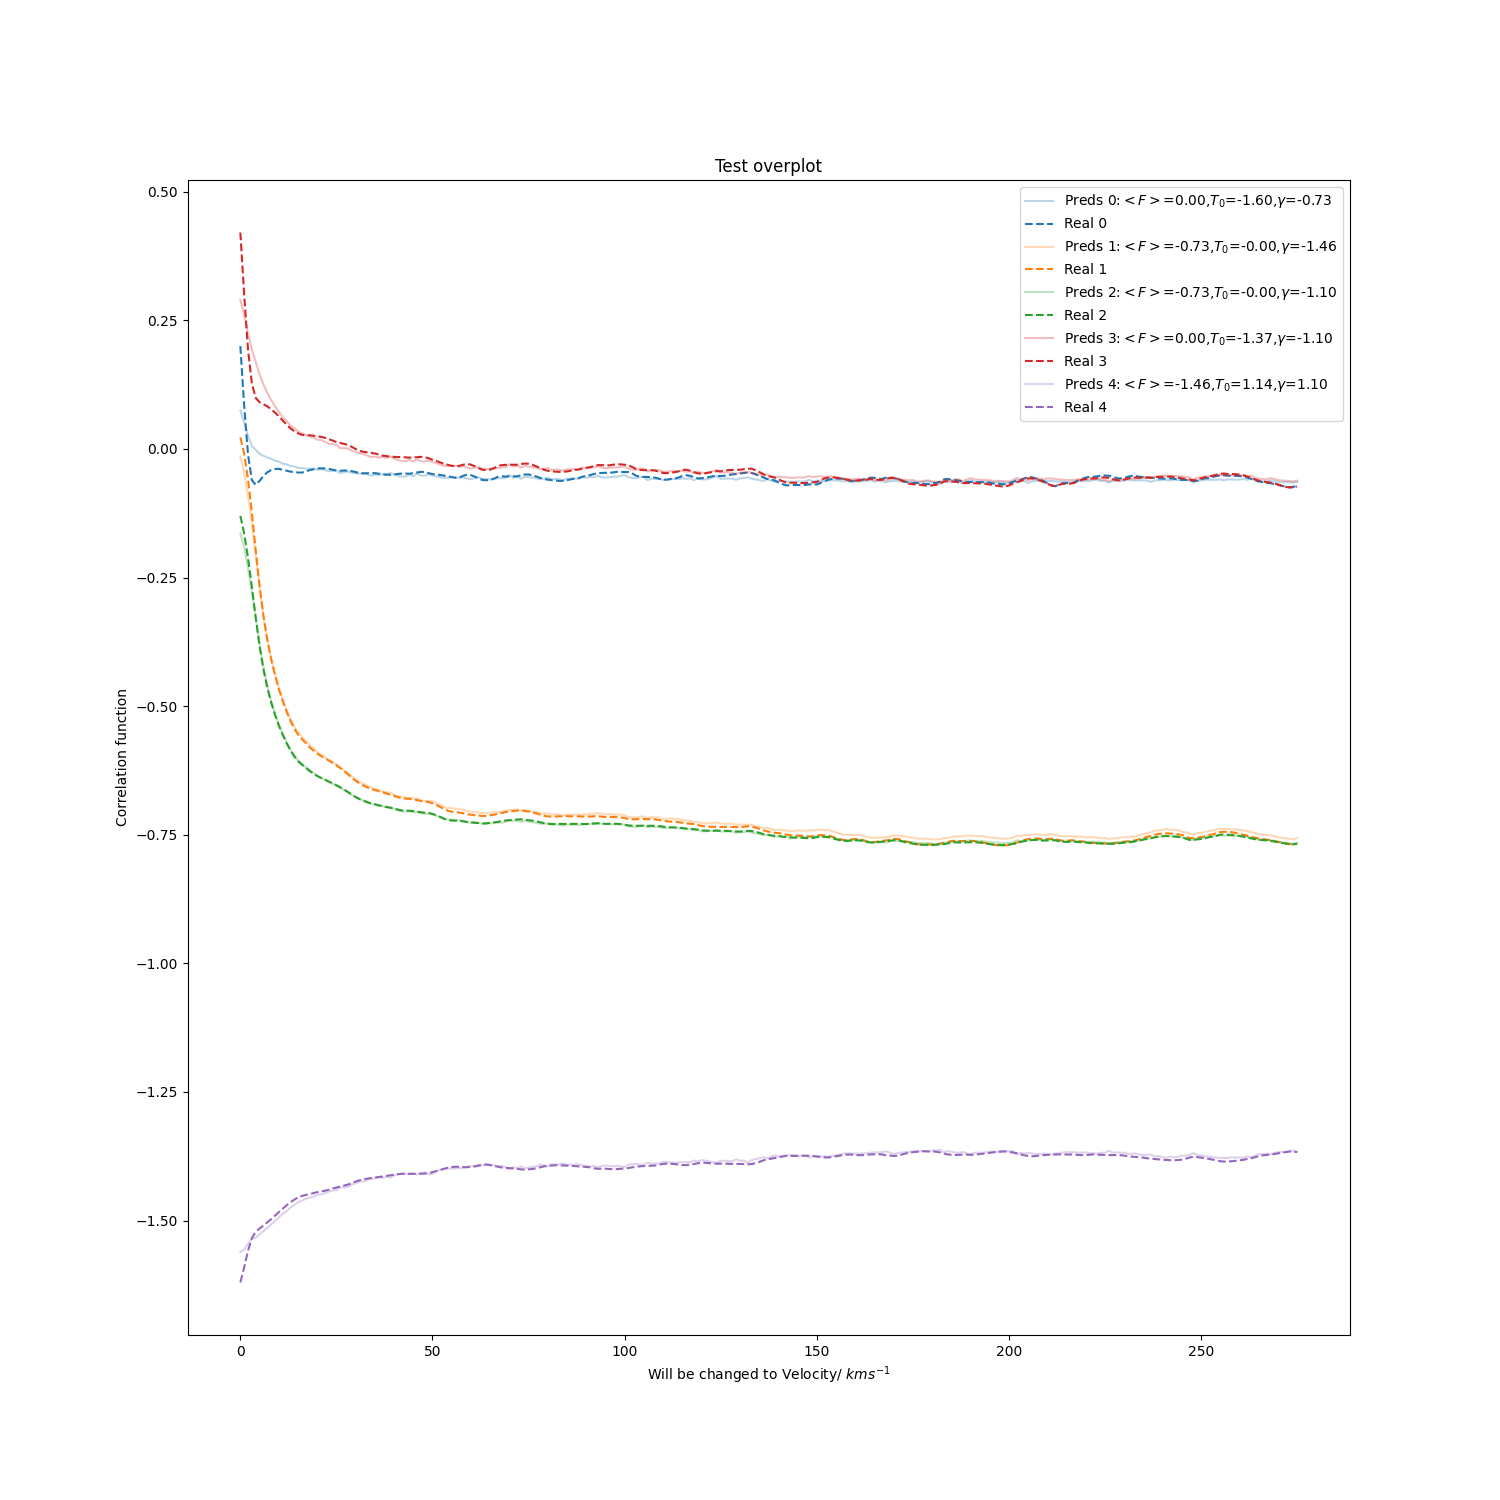 Test overplot
0.50
0.25
0.00
−0.25
−0.50
−0.75
−1.00
−1.25
−1.50
Correlation function
Preds 0: < F > =0.00,T₀=-1.60,γ=-0.73
Real 0
Preds 1: < F > =-0.73,T₀=-0.00,γ=-1.46
Real 1
Preds 2: < F > =-0.73,T₀=-0.00,γ=-1.10
Real 2
Preds 3: < F > =0.00,T₀=-1.37,γ=-1.10
Real 3
Preds 4: < F > =-1.46,T₀=1.14,γ=1.10
Real 4
0 50 100 150 200 250
Will be changed to Velocity/ kms⁻¹